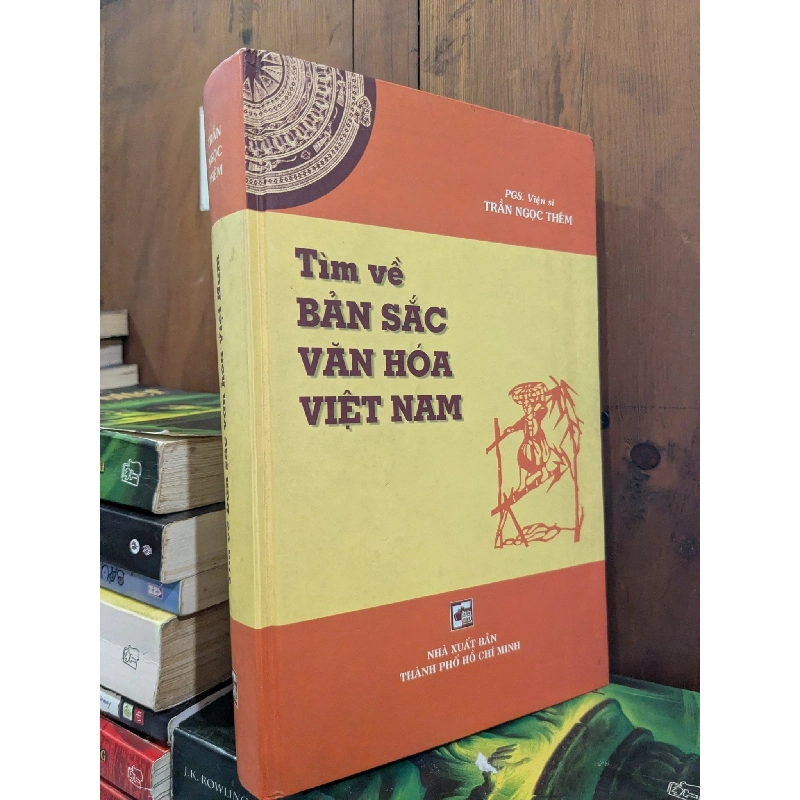 PGS. Viện sĩ
TRẦN NGỌC THÊM
Tìm về
BẢN SẮC
VĂN HÓA
VIỆT NAM
NHÀ XUẤT BẢN
THÀNH PHỐ HỒ CHÍ MINH
TRẦN
NGỌC
THÊM
J.K. ROWLING